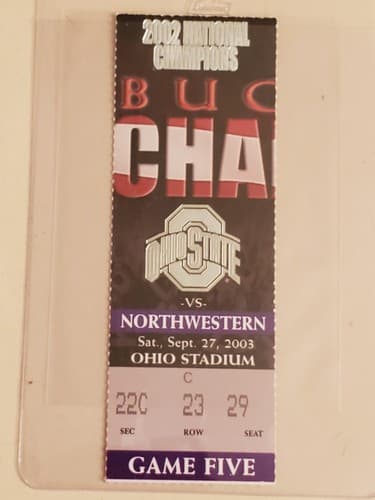 2002 NATIONAL
CHAMPIONS
BUC
CHA
OHIO STATE
-VS-
NORTHWESTERN
Sat., Sept. 27, 2003
OHIO STADIUM
C
22C 23 29
SEC ROW SEAT
GAME FIVE